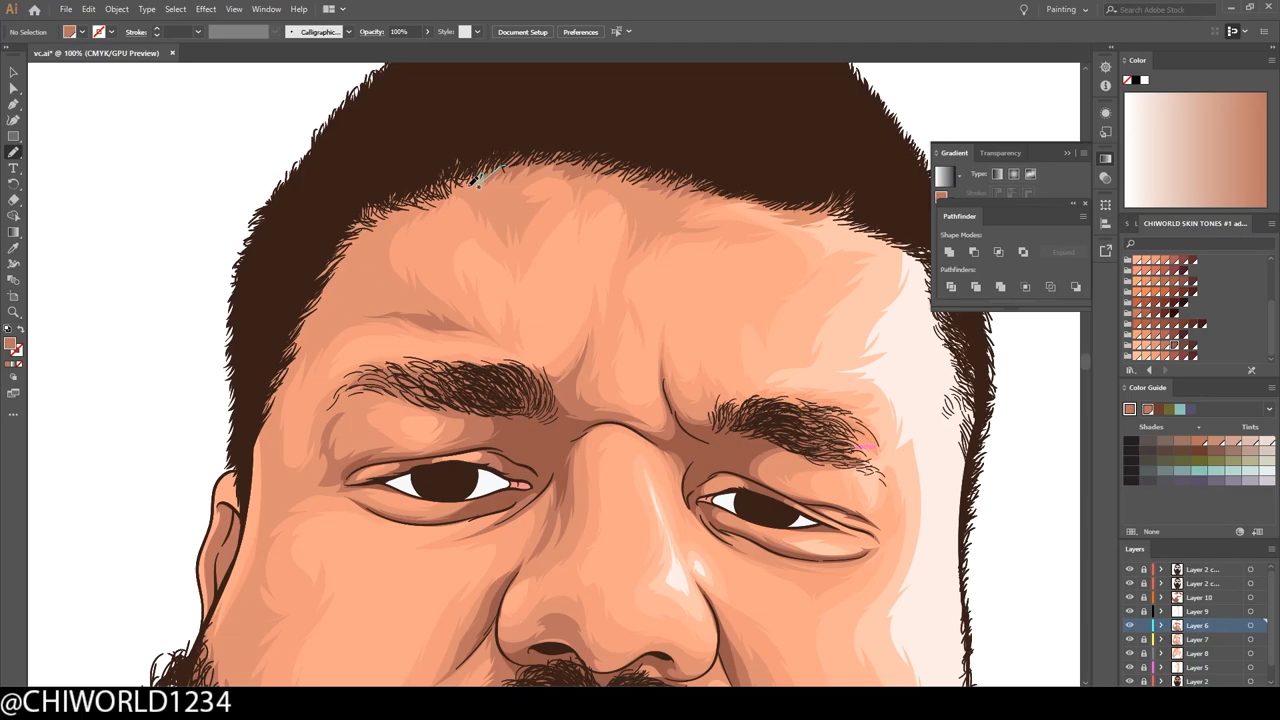 Ai File Edit Object Type Select Effect View Window Help Painting Search Adobe Stock
No Selection Stroke: Calligraphic... Opacity: 100% Style: Document Setup Preferences
vc.ai* @ 100% (CMYK/GPU Preview)
Color
Gradient Transparency
Type:
Pathfinder
Shape Modes:
Expand
Pathfinders:
CHIWORLD SKIN TONES #1 ad...
Color Guide
Shades Tints
None
Layers
Layer 2 c...
Layer 2 c...
Layer 10
Layer 9
Layer 6
Layer 7
Layer 8
Layer 5
Layer 2
@CHIWORLD1234